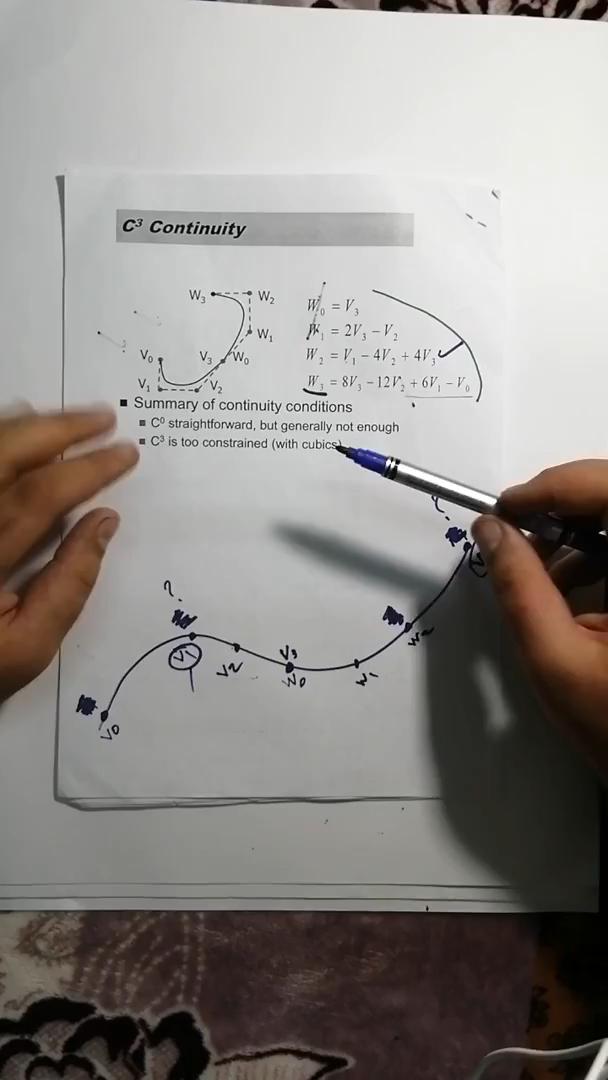 C³ Continuity
W₃ W₂
W₁
V₀ V₃ W₀
V₁ V₂
W₀ = V₃
W₁ = 2V₃ − V₂
W₂ = V₁ − 4V₂ + 4V₃
W₃ = 8V₃ − 12V₂ + 6V₁ − V₀
■ Summary of continuity conditions
■ C⁰ straightforward, but generally not enough
■ C³ is too constrained (with cubics)
?
V1 V2 V3
W0 W1 W2
V0